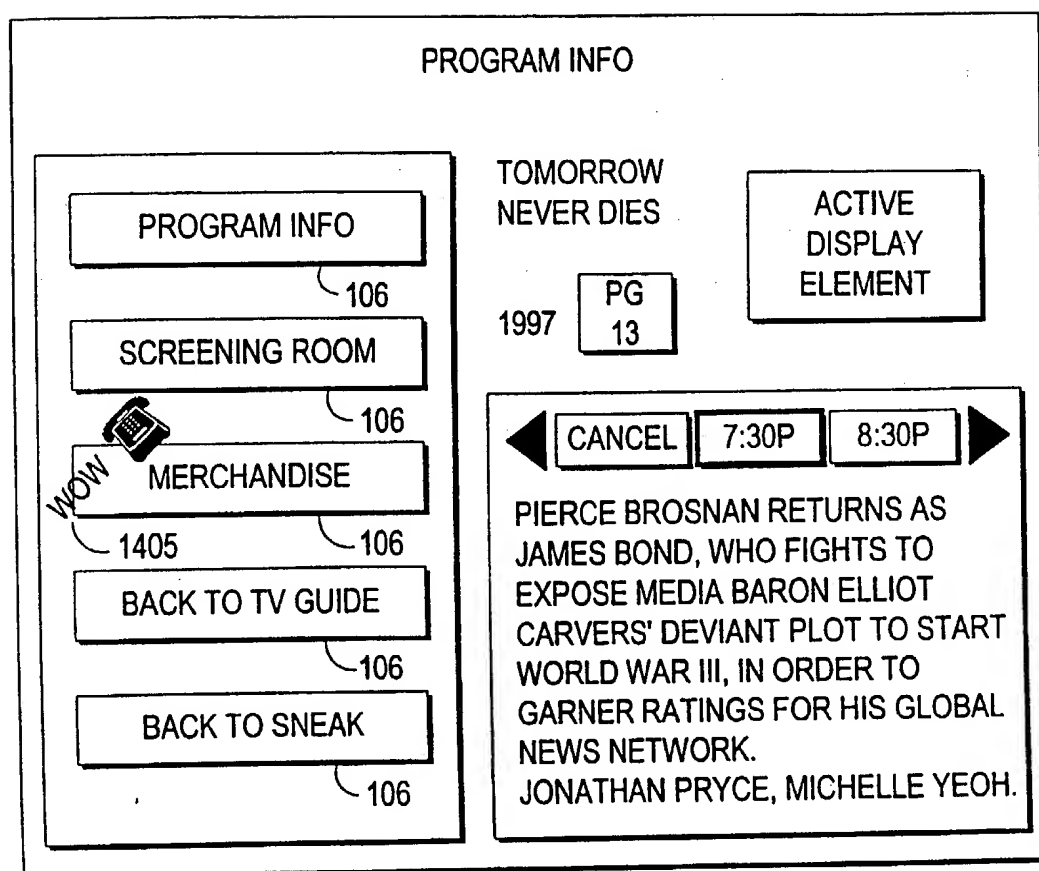 PROGRAM INFO
PROGRAM INFO
106
SCREENING ROOM
106
WOW
1405
MERCHANDISE
106
BACK TO TV GUIDE
106
BACK TO SNEAK
106
TOMORROW
NEVER DIES
1997
PG
13
ACTIVE
DISPLAY
ELEMENT
CANCEL 7:30P 8:30P
PIERCE BROSNAN RETURNS AS
JAMES BOND, WHO FIGHTS TO
EXPOSE MEDIA BARON ELLIOT
CARVERS' DEVIANT PLOT TO START
WORLD WAR III, IN ORDER TO
GARNER RATINGS FOR HIS GLOBAL
NEWS NETWORK.
JONATHAN PRYCE, MICHELLE YEOH.